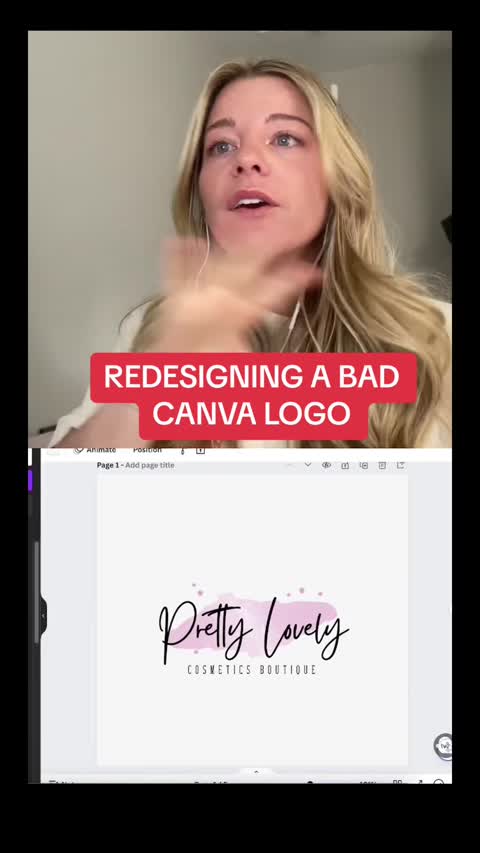 REDESIGNING A BAD
CANVA LOGO
Animate Position
Page 1 - Add page title
Pretty Lovely
COSMETICS BOUTIQUE